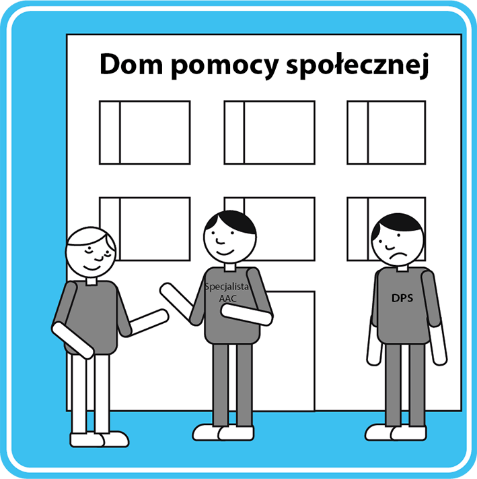 Dom pomocy społecznej
Specjalista
AAC
DPS